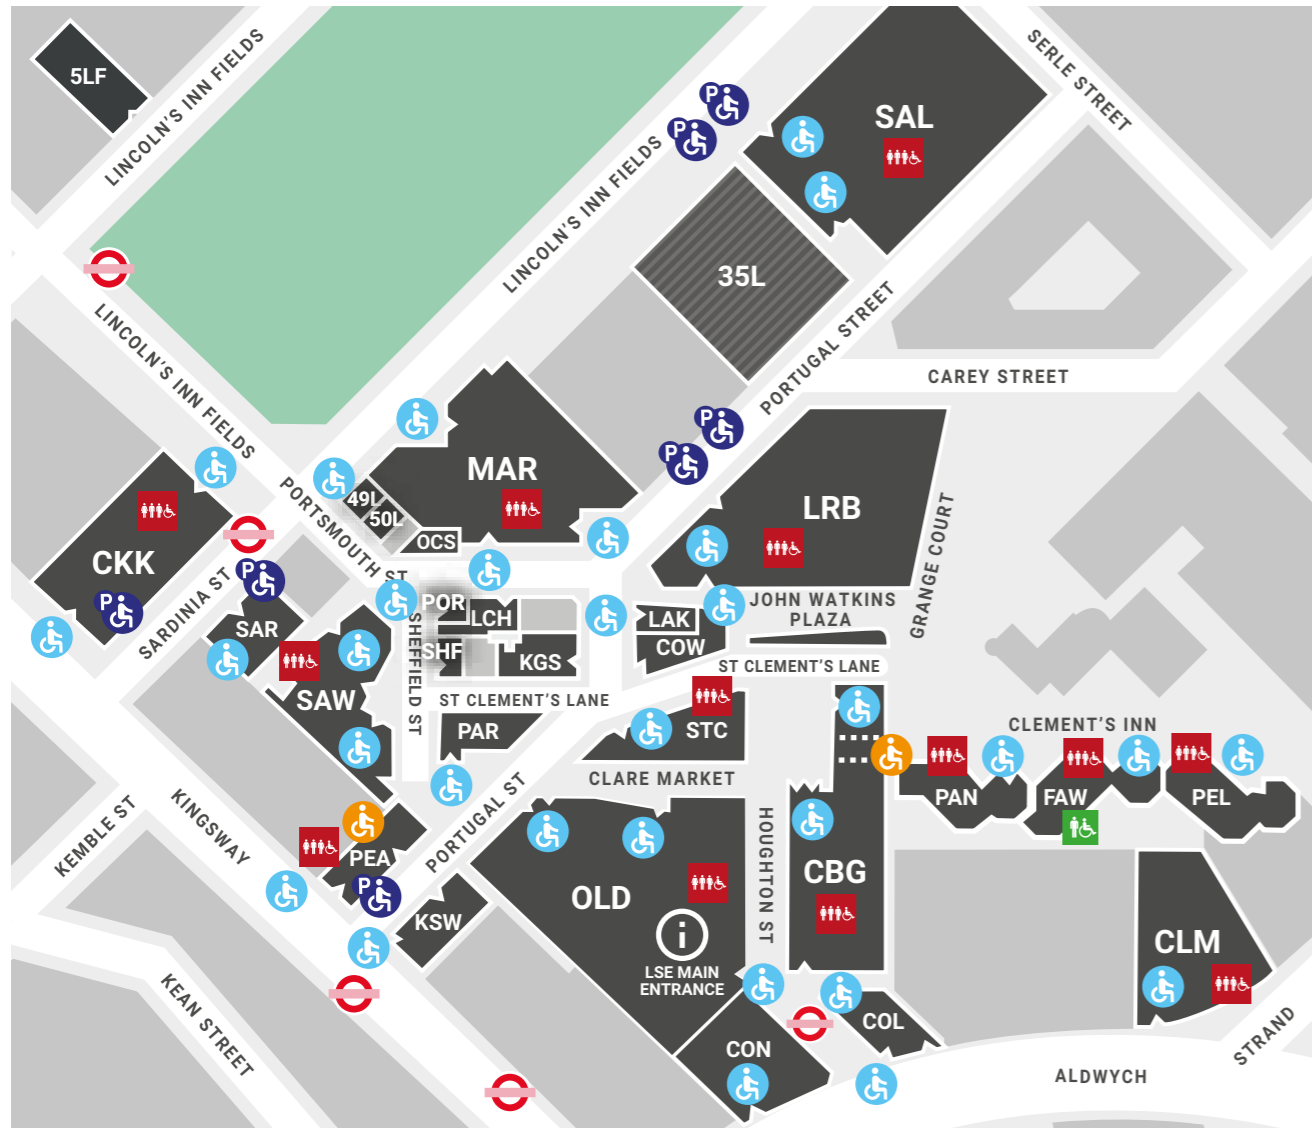 5LF
LINCOLN'S INN FIELDS
SERLE STREET
P
P
SAL
LINCOLN'S INN FIELDS
35L
PORTUGAL STREET
LINCOLN'S INN FIELDS
CAREY STREET
P
P
MAR
49L
50L
OCS
PORTSMOUTH ST
LRB
GRANGE COURT
CKK
P
P
SARDINIA ST
SAR
SAW
POR
LCH
SHF
KGS
SHEFFIELD ST
LAK
COW
JOHN WATKINS
PLAZA
ST CLEMENT'S LANE
ST CLEMENT'S LANE
PAR
STC
CLARE MARKET
CLEMENT'S INN
PAN
FAW
PEL
KEMBLE ST
KINGSWAY
PORTUGAL ST
PEA
P
KSW
OLD
i
LSE MAIN
ENTRANCE
HOUGHTON ST
CBG
CLM
KEAN STREET
CON
COL
ALDWYCH
STRAND